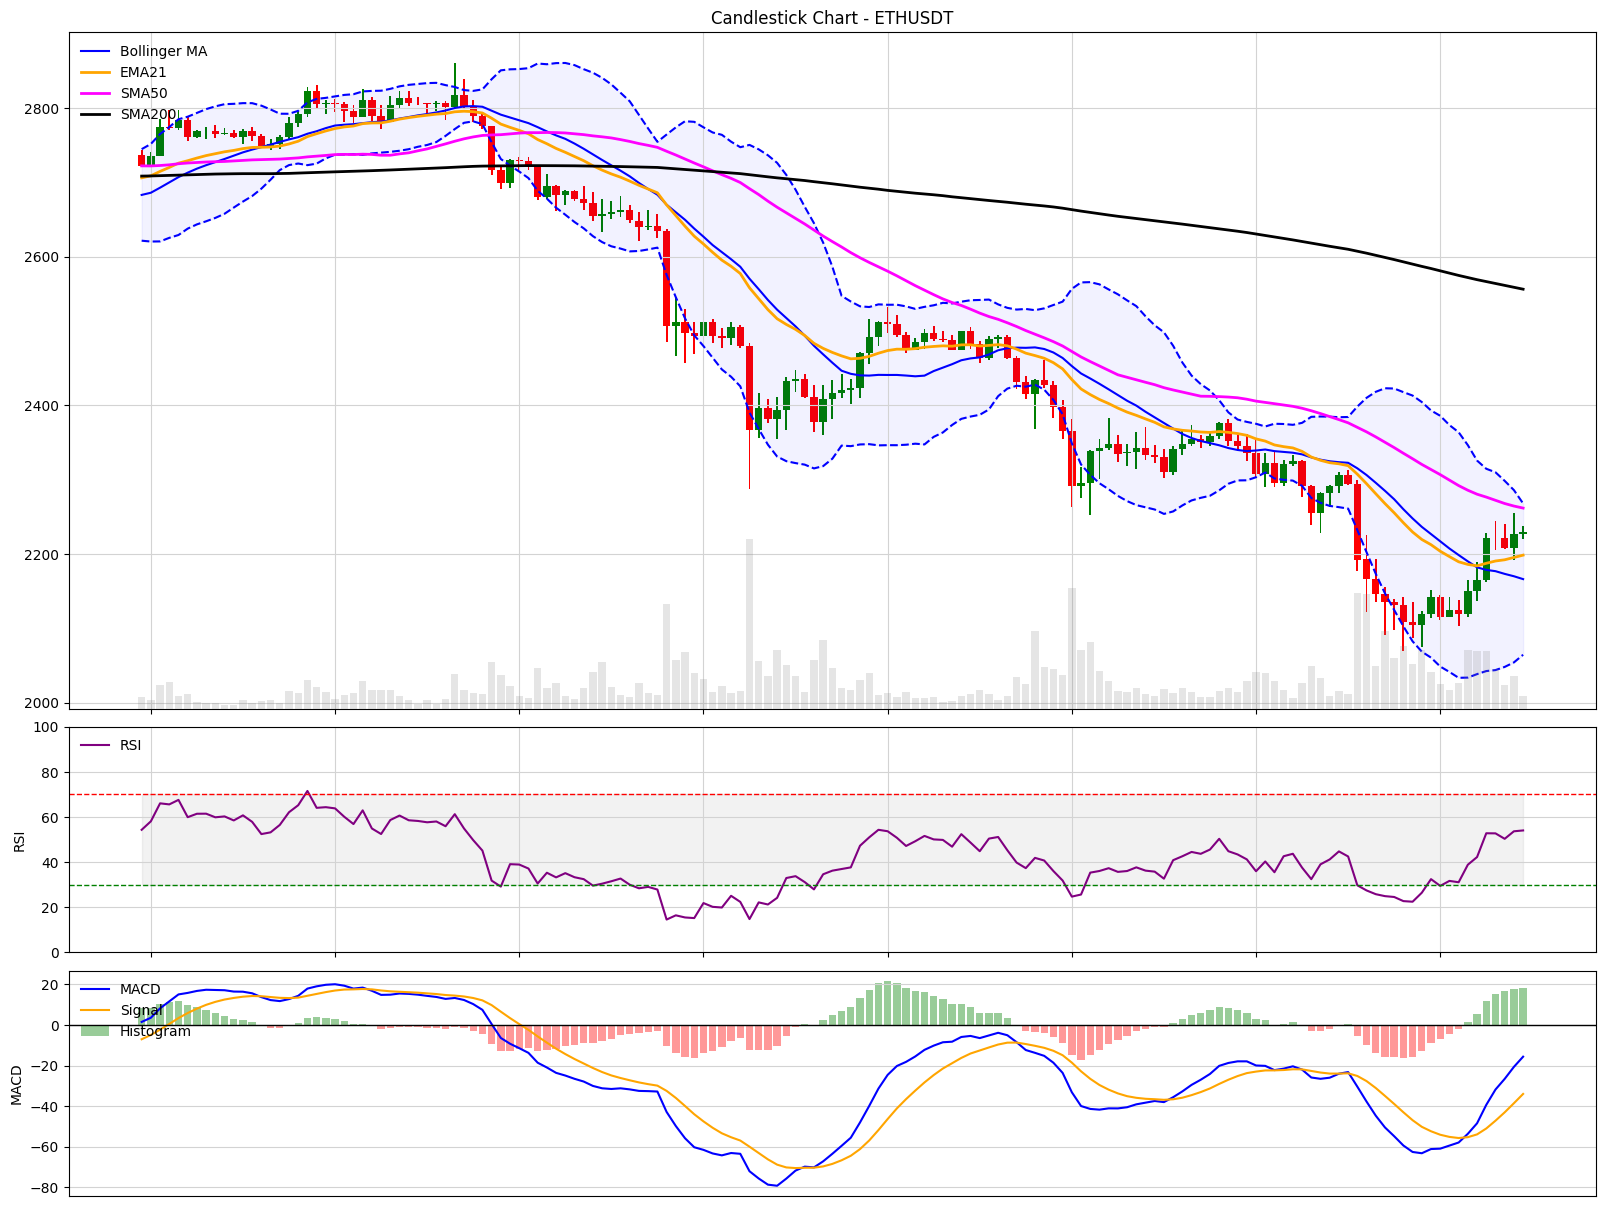 Candlestick Chart - ETHUSDT
Bollinger MA
EMA21
SMA50
SMA200
2800
2600
2400
2200
2000
RSI
100
80
60
40
20
0
RSI
MACD
Signal
Histogram
20
0
−20
−40
−60
−80
MACD